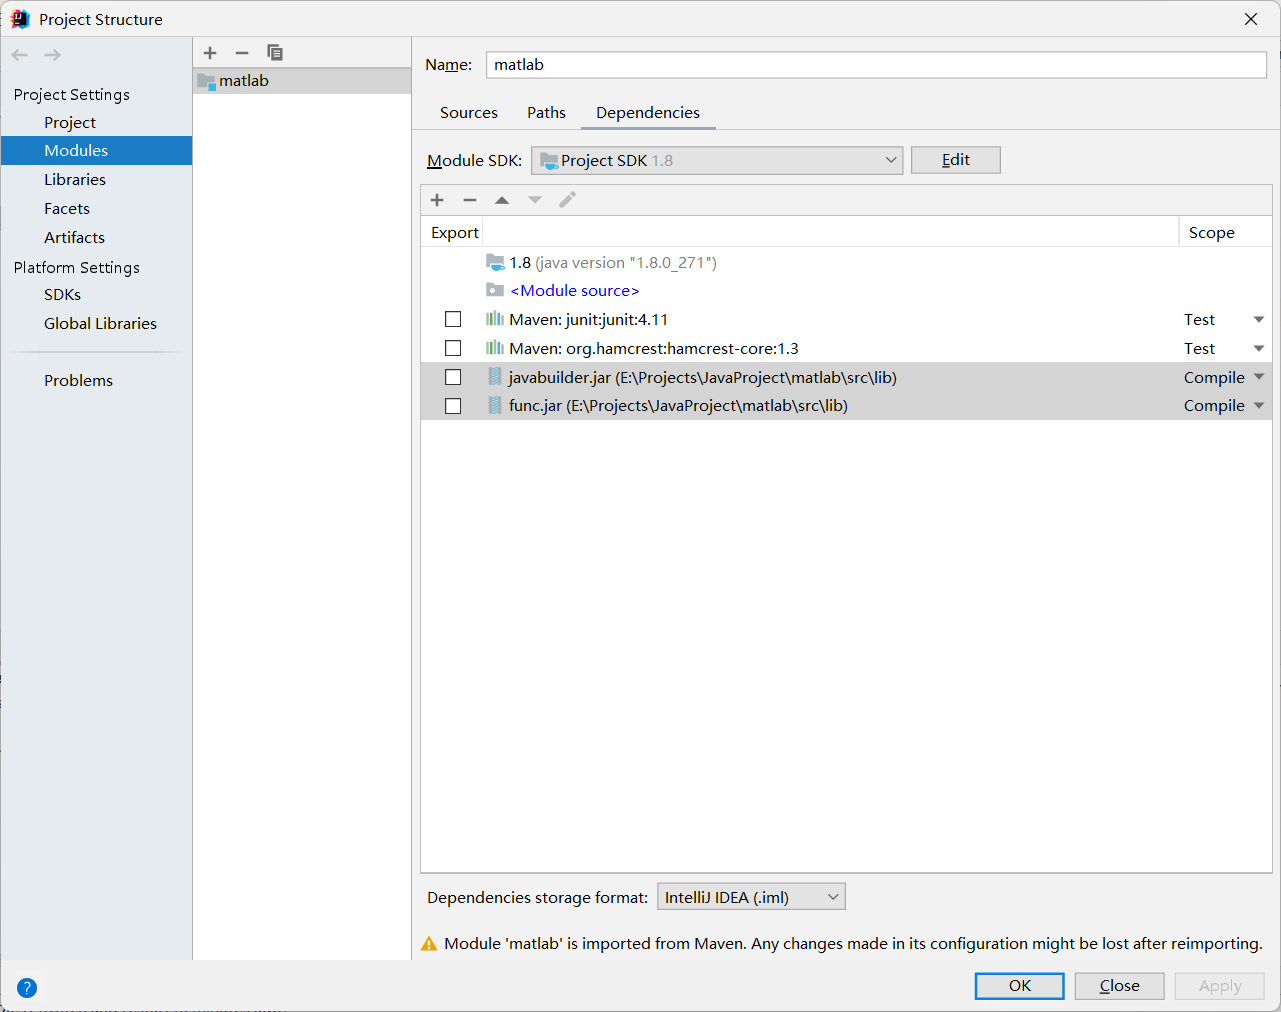 Project Structure
Project Settings
Project
Modules
Libraries
Facets
Artifacts
Platform Settings
SDKs
Global Libraries
Problems
matlab
Name: matlab
Sources Paths Dependencies
Module SDK: Project SDK 1.8 Edit
Export Scope
1.8 (java version "1.8.0_271")
<Module source>
Maven: junit:junit:4.11 Test
Maven: org.hamcrest:hamcrest-core:1.3 Test
javabuilder.jar (E:\Projects\JavaProject\matlab\src\lib) Compile
func.jar (E:\Projects\JavaProject\matlab\src\lib) Compile
Dependencies storage format: IntelliJ IDEA (.iml)
Module 'matlab' is imported from Maven. Any changes made in its configuration might be lost after reimporting.
? OK Close Apply